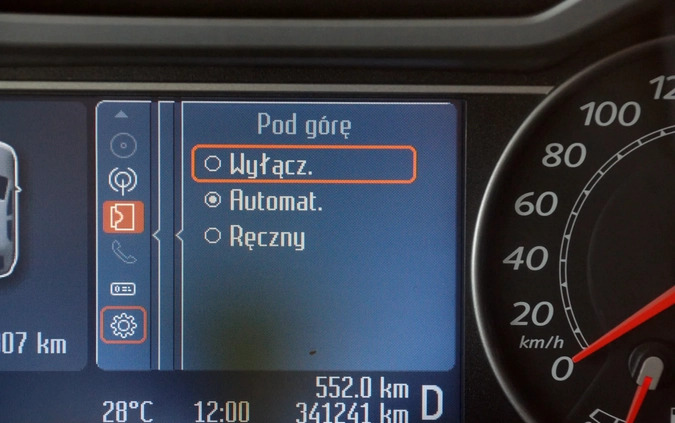 Pod górę
Wyłącz.
Automat.
Ręczny
07 km
552.0 km
28°C 12:00 341241 km D
100
80
60
40
20
km/h
0